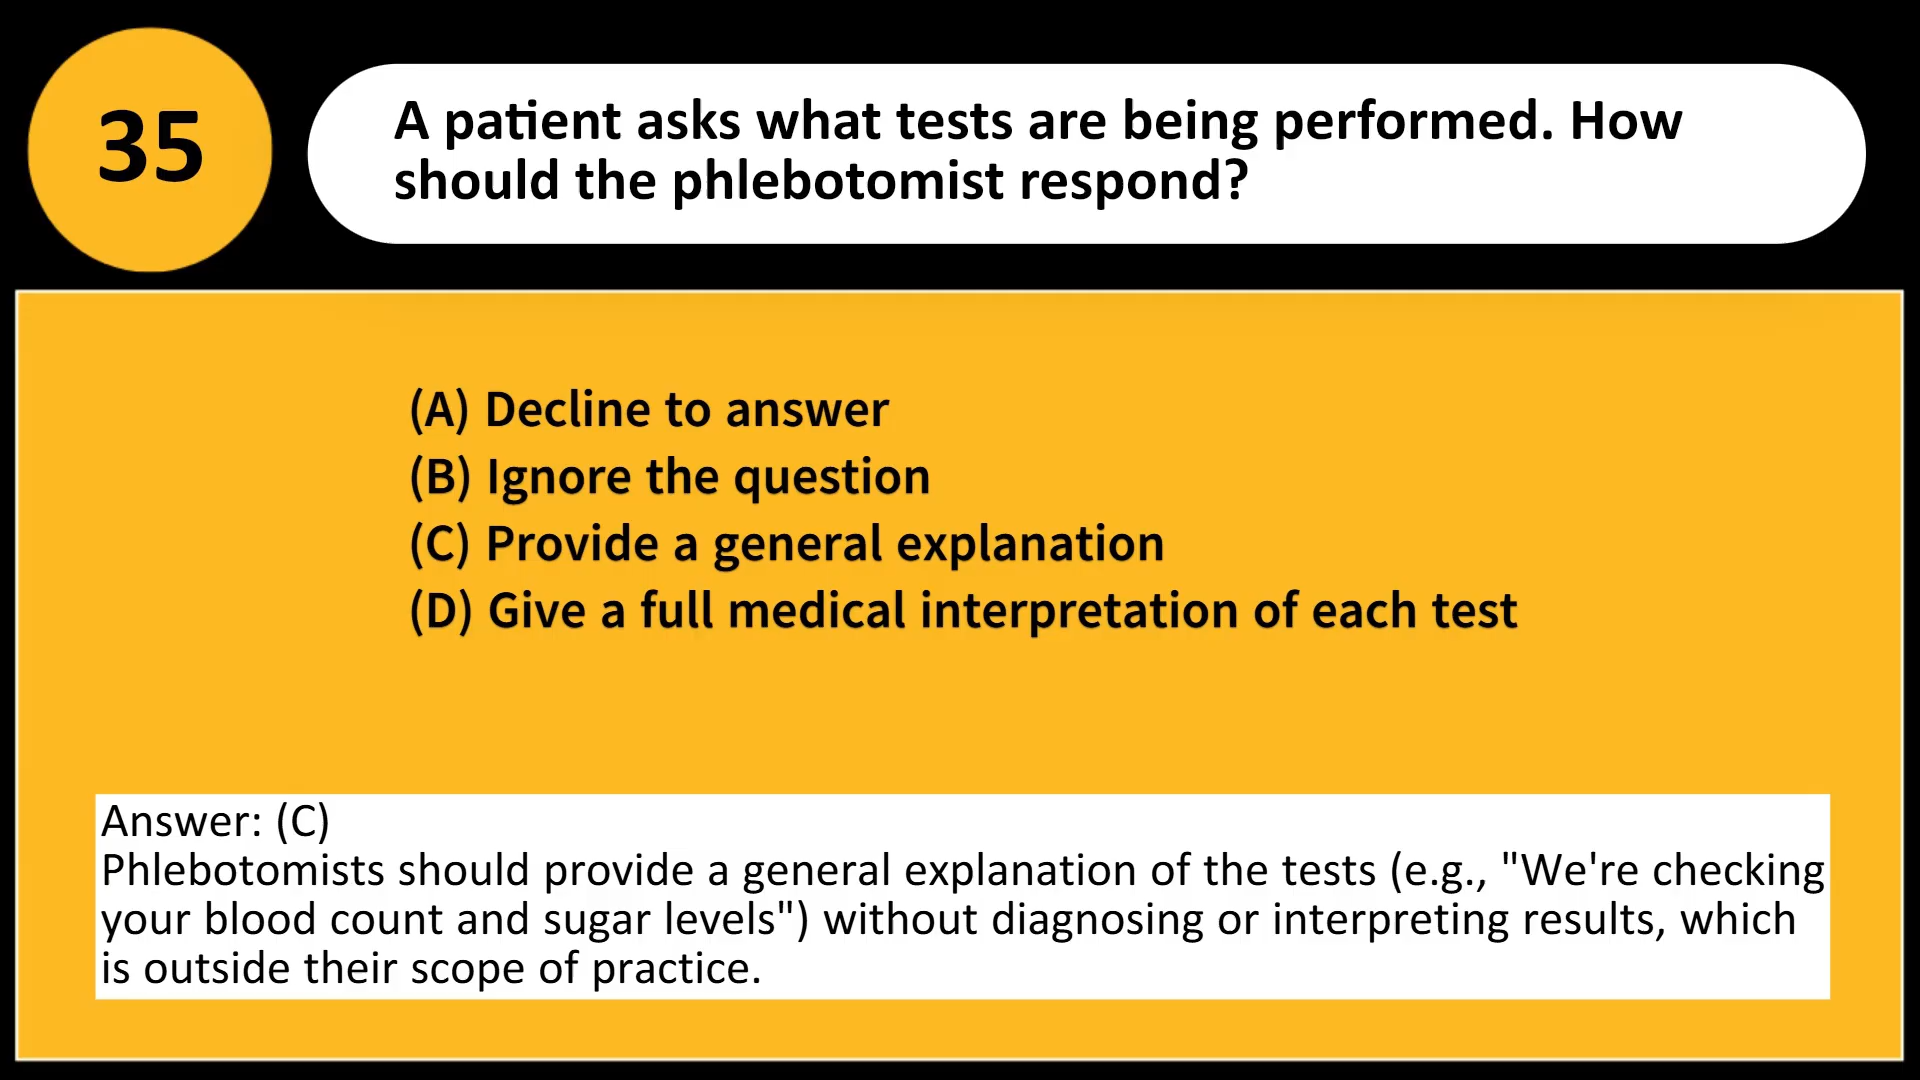 35
A patient asks what tests are being performed. How
should the phlebotomist respond?
(A) Decline to answer
(B) Ignore the question
(C) Provide a general explanation
(D) Give a full medical interpretation of each test
Answer: (C)
Phlebotomists should provide a general explanation of the tests (e.g., "We're checking
your blood count and sugar levels") without diagnosing or interpreting results, which
is outside their scope of practice.